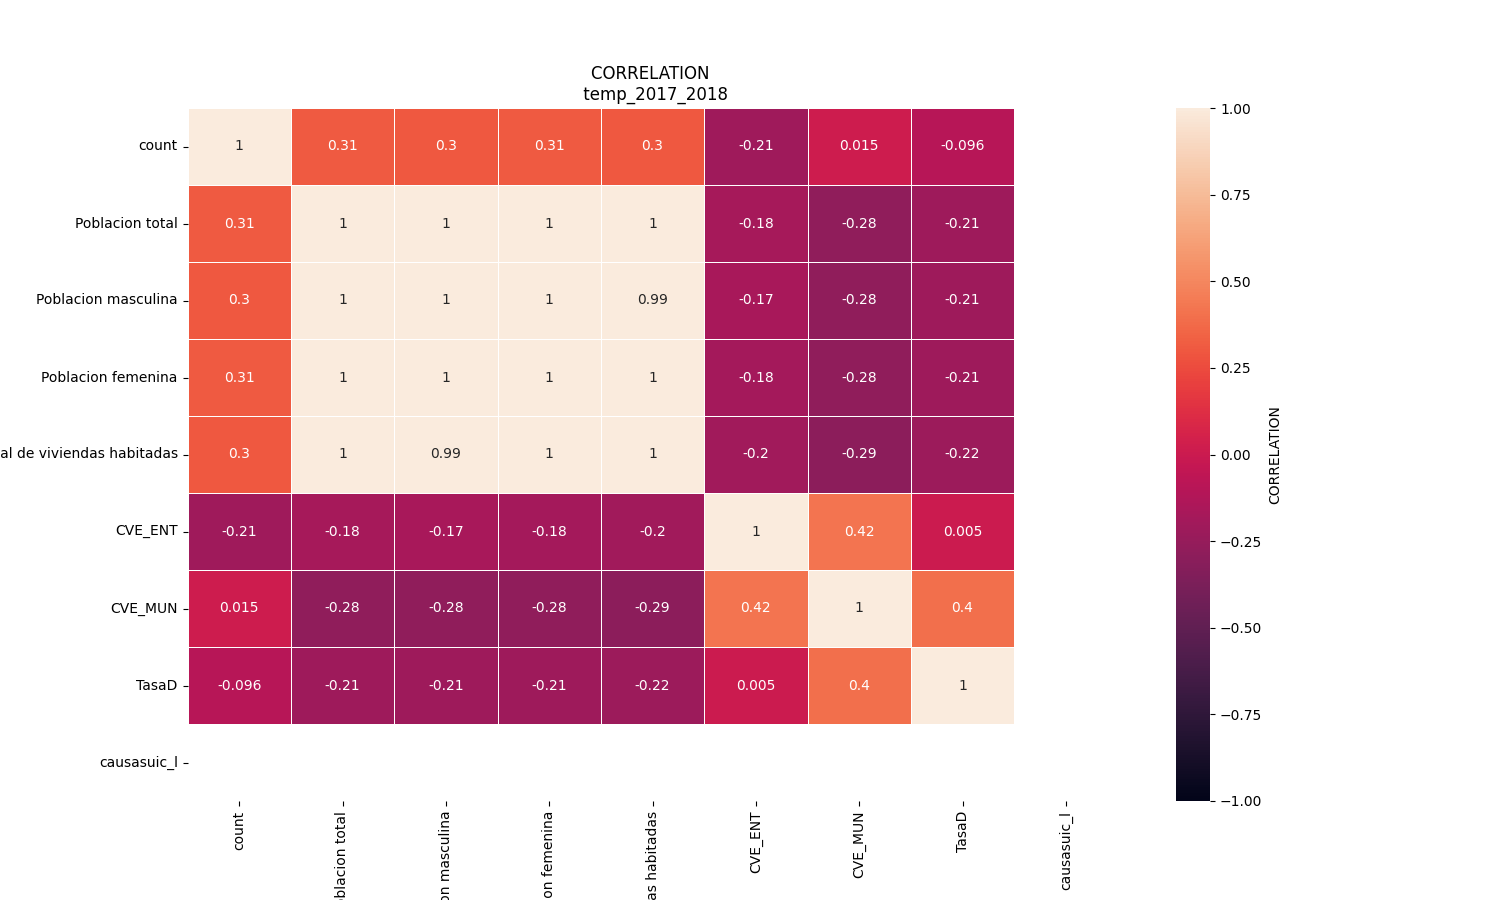 CORRELATION
temp_2017_2018
count 1 0.31 0.3 0.31 0.3 -0.21 0.015 -0.096
Poblacion total 0.31 1 1 1 1 -0.18 -0.28 -0.21
Poblacion masculina 0.3 1 1 1 0.99 -0.17 -0.28 -0.21
Poblacion femenina 0.31 1 1 1 1 -0.18 -0.28 -0.21
al de viviendas habitadas 0.3 1 0.99 1 1 -0.2 -0.29 -0.22
CVE_ENT -0.21 -0.18 -0.17 -0.18 -0.2 1 0.42 0.005
CVE_MUN 0.015 -0.28 -0.28 -0.28 -0.29 0.42 1 0.4
TasaD -0.096 -0.21 -0.21 -0.21 -0.22 0.005 0.4 1
causasuic_l
count
oblacion total
on masculina
on femenina
as habitadas
CVE_ENT
CVE_MUN
TasaD
causasuic_l
1.00
0.75
0.50
0.25
0.00
−0.25
−0.50
−0.75
−1.00
CORRELATION